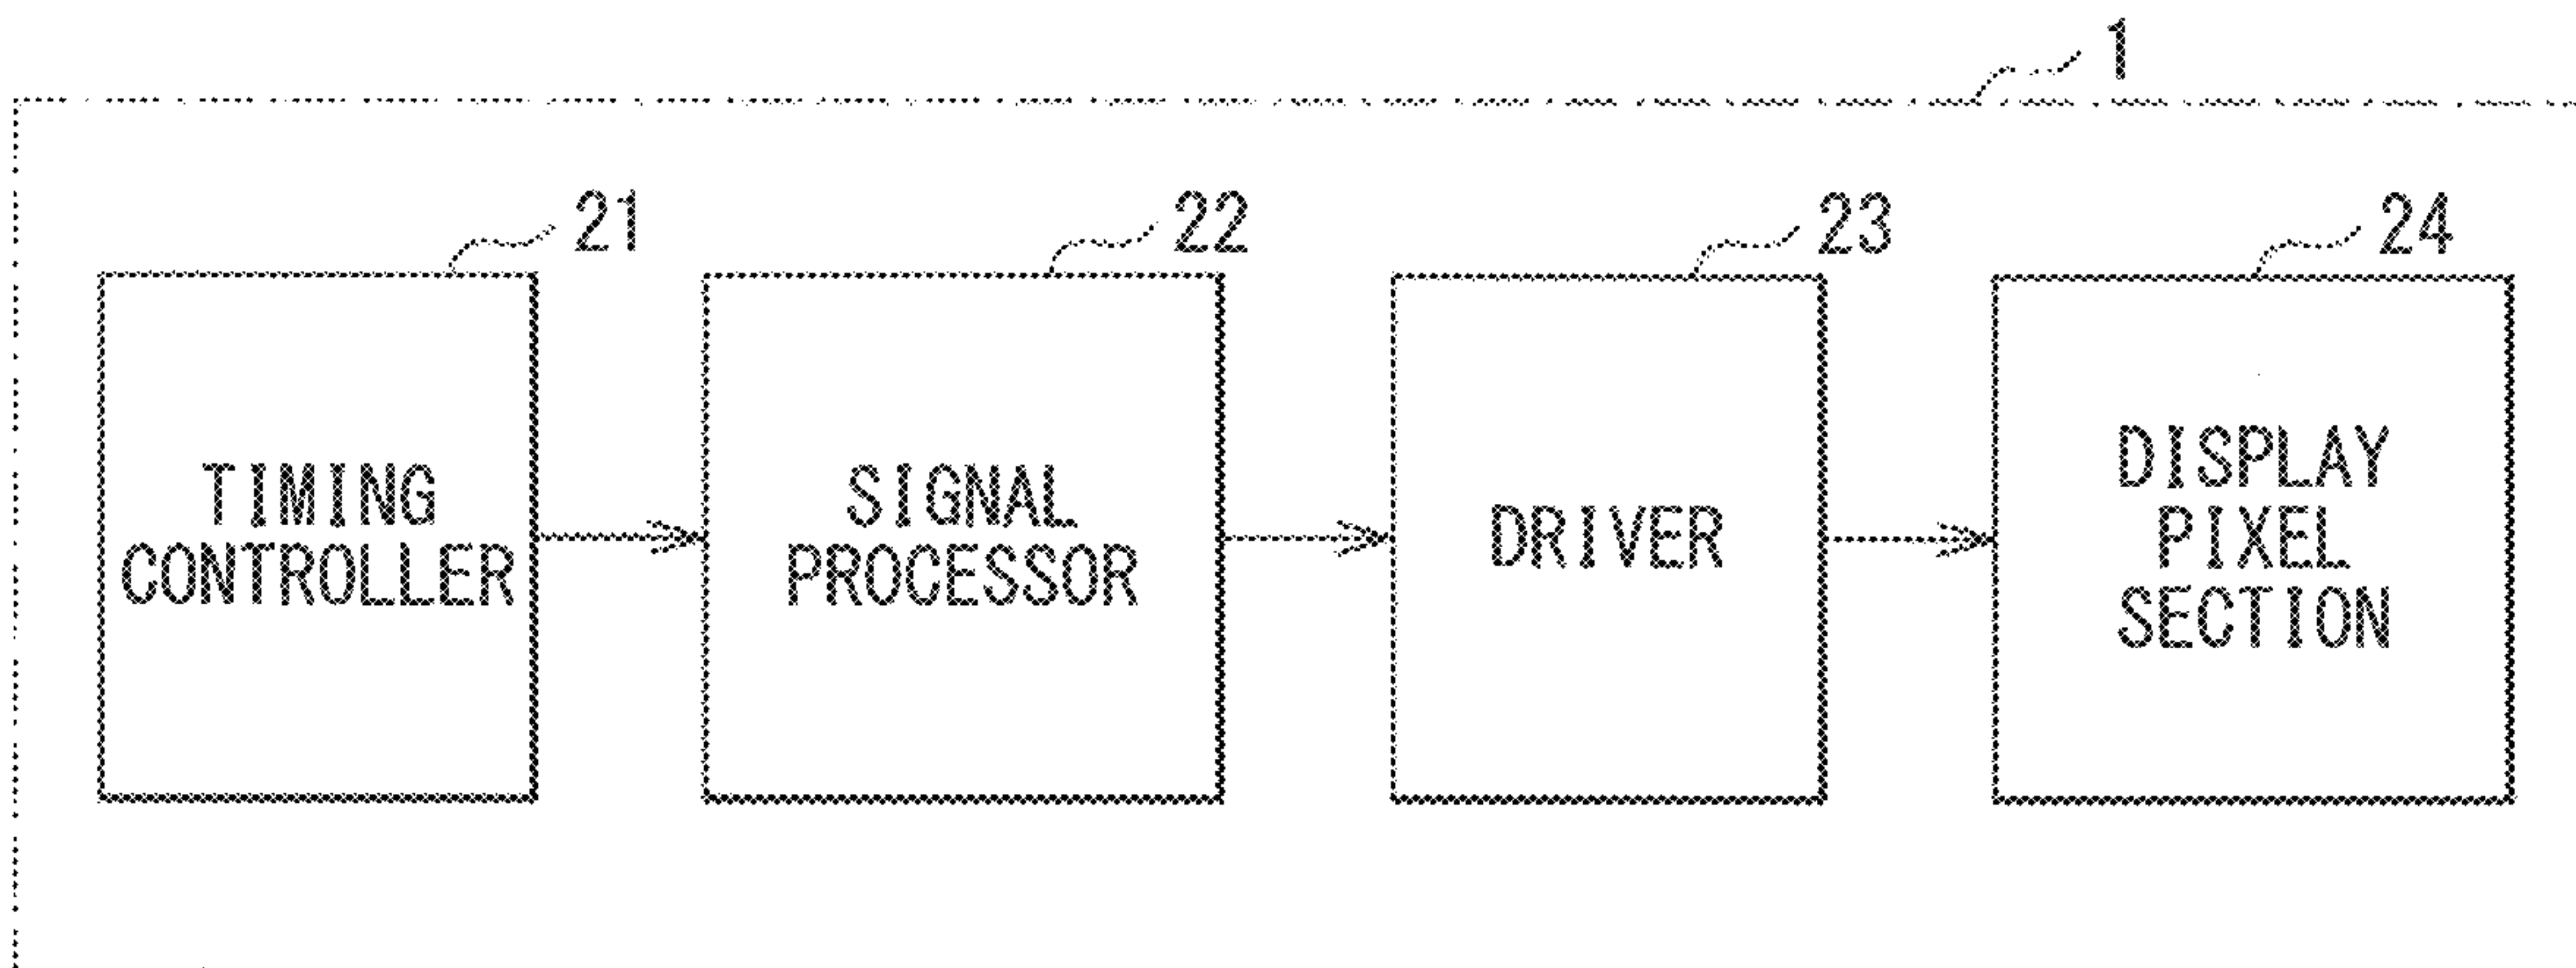 1
21
22
23
24
TIMING
CONTROLLER
SIGNAL
PROCESSOR
DRIVER
DISPLAY
PIXEL
SECTION